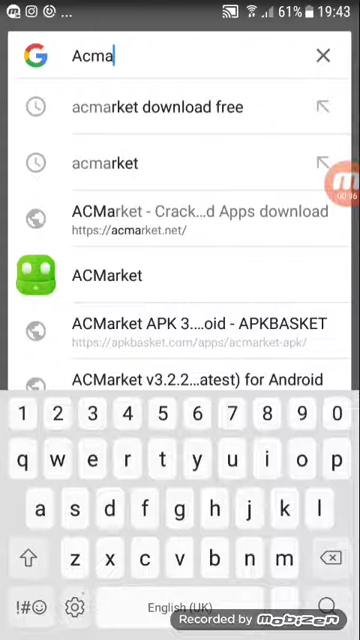 61% 19:43
Acma
acmarket download free
acmarket
ACMarket - Crack...d Apps download
https://acmarket.net/
ACMarket
ACMarket APK 3....oid - APKBASKET
https://apkbasket.com/apps/acmarket-apk/
ACMarket v3.2.2...atest) for Android
1 2 3 4 5 6 7 8 9 0
q w e r t y u i o p
a s d f g h j k l
z x c v b n m
!#☺ English (UK)
Recorded by mobizen